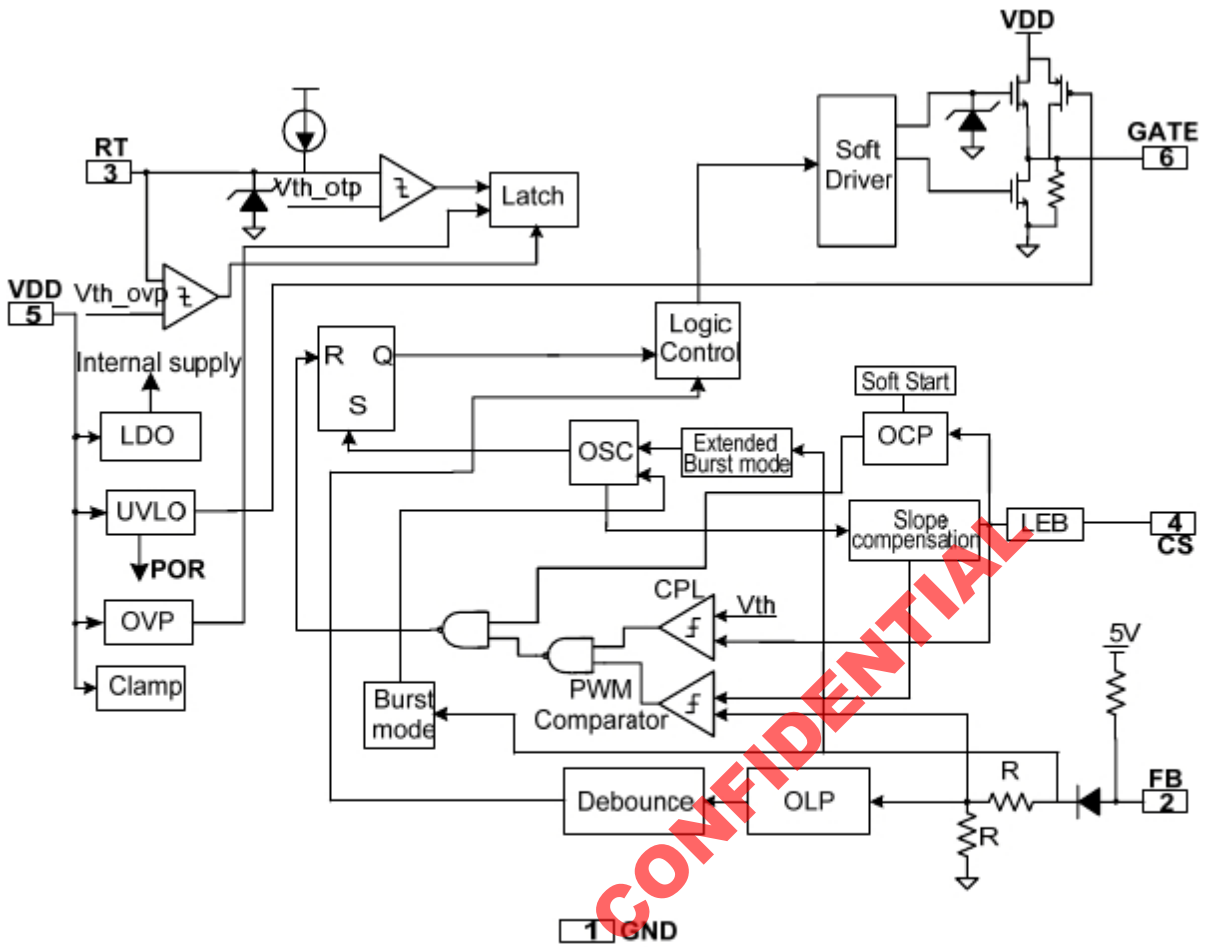 VDD
RT
3
Vth_otp
Latch
Soft
Driver
GATE
6
VDD
5
Vth_ovp
Internal supply
LDO
UVLO
POR
OVP
Clamp
R Q
S
Logic
Control
Soft Start
OCP
OSC
Extended
Burst mode
Slope
compensation
LEB
4
CS
CPL
Vth
PWM
Comparator
Burst
mode
5V
Debounce
OLP
R
R
FB
2
1 GND
CONFIDENTIAL